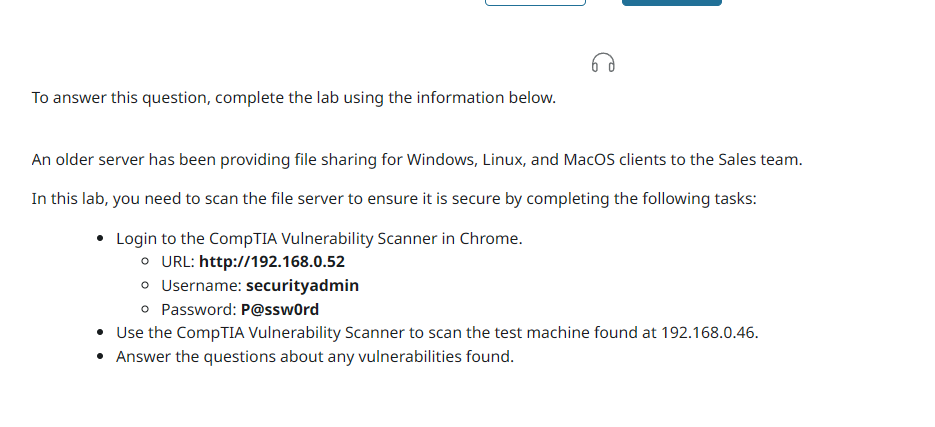 To answer this question, complete the lab using the information below.
An older server has been providing file sharing for Windows, Linux, and MacOS clients to the Sales team.
In this lab, you need to scan the file server to ensure it is secure by completing the following tasks:
• Login to the CompTIA Vulnerability Scanner in Chrome.
○ URL: http://192.168.0.52
○ Username: securityadmin
○ Password: P@ssw0rd
• Use the CompTIA Vulnerability Scanner to scan the test machine found at 192.168.0.46.
• Answer the questions about any vulnerabilities found.